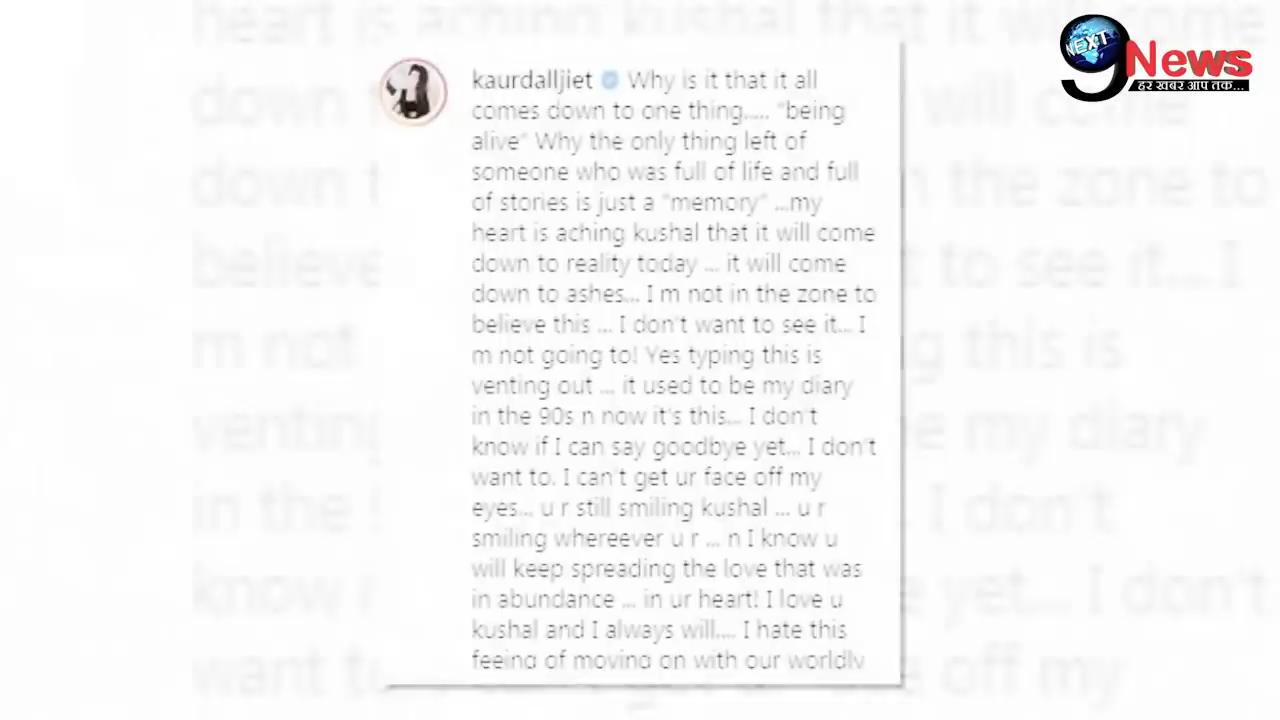 NEXT
9 News
हर खबर आप तक...
kaurdalljiet Why is it that it all
comes down to one thing..... "being
alive" Why the only thing left of
someone who was full of life and full
of stories is just a "memory" ...my
heart is aching kushal that it will come
down to reality today ... it will come
down to ashes... I m not in the zone to
believe this ... I don't want to see it... I
m not going to! Yes typing this is
venting out ... it used to be my diary
in the 90s n now it's this... I don't
know if I can say goodbye yet... I don't
want to. I can't get ur face off my
eyes... u r still smiling kushal ... u r
smiling whereever u r ... n I know u
will keep spreading the love that was
in abundance ... in ur heart! I love u
kushal and I always will.... I hate this
feeing of moving on with our worldly